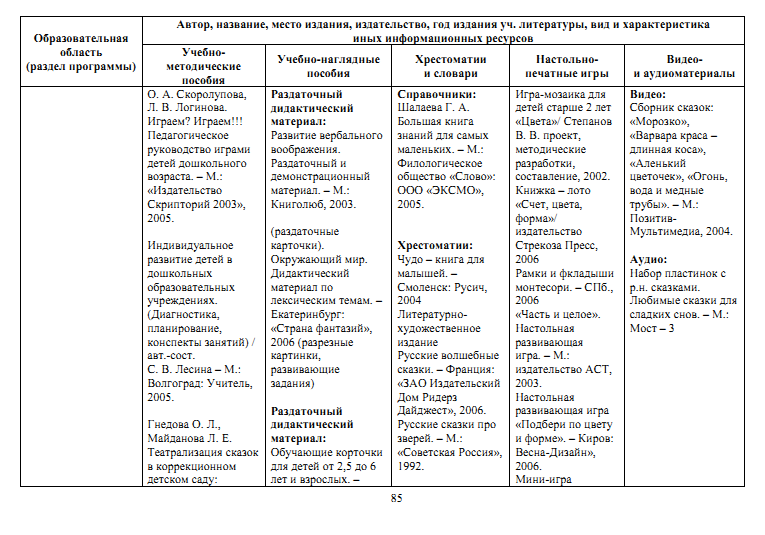 Образовательная
область
(раздел программы)
Автор, название, место издания, издательство, год издания уч. литературы, вид и характеристика
иных информационных ресурсов
Учебно-
методические
пособия
Учебно-наглядные
пособия
Хрестоматии
и словари
Настольно-
печатные игры
Видео-
и аудиоматериалы
О. А. Скоролупова,
Л. В. Логинова.
Играем? Играем!!!
Педагогическое
руководство играми
детей дошкольного
возраста. – М.:
«Издательство
Скрипторий 2003»,
2005.
Индивидуальное
развитие детей в
дошкольных
образовательных
учреждениях.
(Диагностика,
планирование,
конспекты занятий) /
авт.-сост.
С. В. Лесина – М.:
Волгоград: Учитель,
2005.
Гнедова О. Л.,
Майданова Л. Е.
Театрализация сказок
в коррекционном
детском саду:
Раздаточный
дидактический
материал:
Развитие вербального
воображения.
Раздаточный и
демонстрационный
материал. – М.:
Книголюб, 2003.
(раздаточные
карточки).
Окружающий мир.
Дидактический
материал по
лексическим темам. –
Екатеринбург:
«Страна фантазий»,
2006 (разрезные
картинки,
развивающие
задания)
Раздаточный
дидактический
материал:
Обучающие корточки
для детей от 2,5 до 6
лет и взрослых. –
Справочники:
Шалаева Г. А.
Большая книга
знаний для самых
маленьких. – М.:
Филологическое
общество «Слово»:
ООО «ЭКСМО»,
2005.
Хрестоматии:
Чудо – книга для
малышей. –
Смоленск: Русич,
2004
Литературно-
художественное
издание
Русские волшебные
сказки. – Франция:
«ЗАО Издательский
Дом Ридерз
Дайджест», 2006.
Русские сказки про
зверей. – М.:
«Советская Россия»,
1992.
Игра-мозаика для
детей старше 2 лет
«Цвета»/ Степанов
В. В. проект,
методические
разработки,
составление, 2002.
Книжка – лото
«Счет, цвета,
форма»/
издательство
Стрекоза Пресс,
2006
Рамки и фкладыши
монтесори. – СПб.,
2006
«Часть и целое».
Настольная
развивающая
игра. – М.:
издательство АСТ,
2003.
Настольная
развивающая игра
«Подбери по цвету
и форме». – Киров:
Весна-Дизайн»,
2006.
Мини-игра
Видео:
Сборник сказок:
«Морозко»,
«Варвара краса –
длинная коса»,
«Аленький
цветочек», «Огонь,
вода и медные
трубы». – М.:
Позитив-
Мультимедиа, 2004.
Аудио:
Набор пластинок с
р.н. сказками.
Любимые сказки для
сладких снов. – М.:
Мост – 3
85